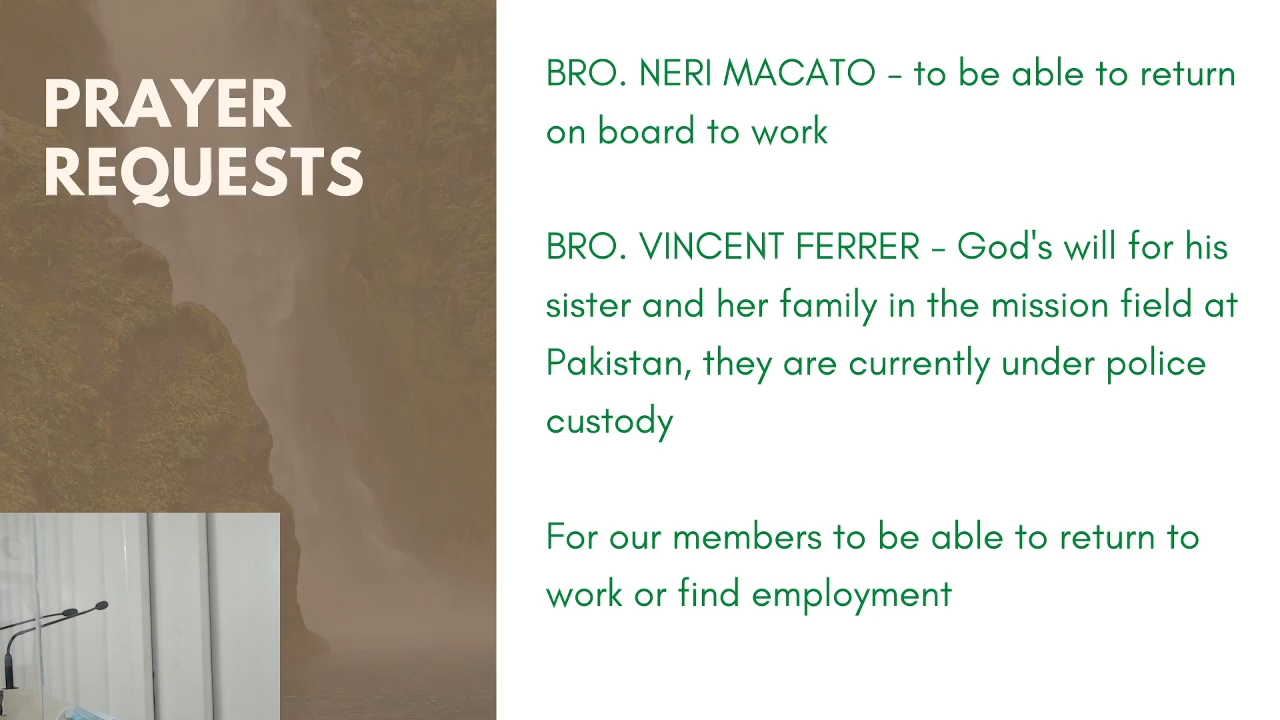 PRAYER
REQUESTS
BRO. NERI MACATO - to be able to return
on board to work
BRO. VINCENT FERRER - God's will for his
sister and her family in the mission field at
Pakistan, they are currently under police
custody
For our members to be able to return to
work or find employment